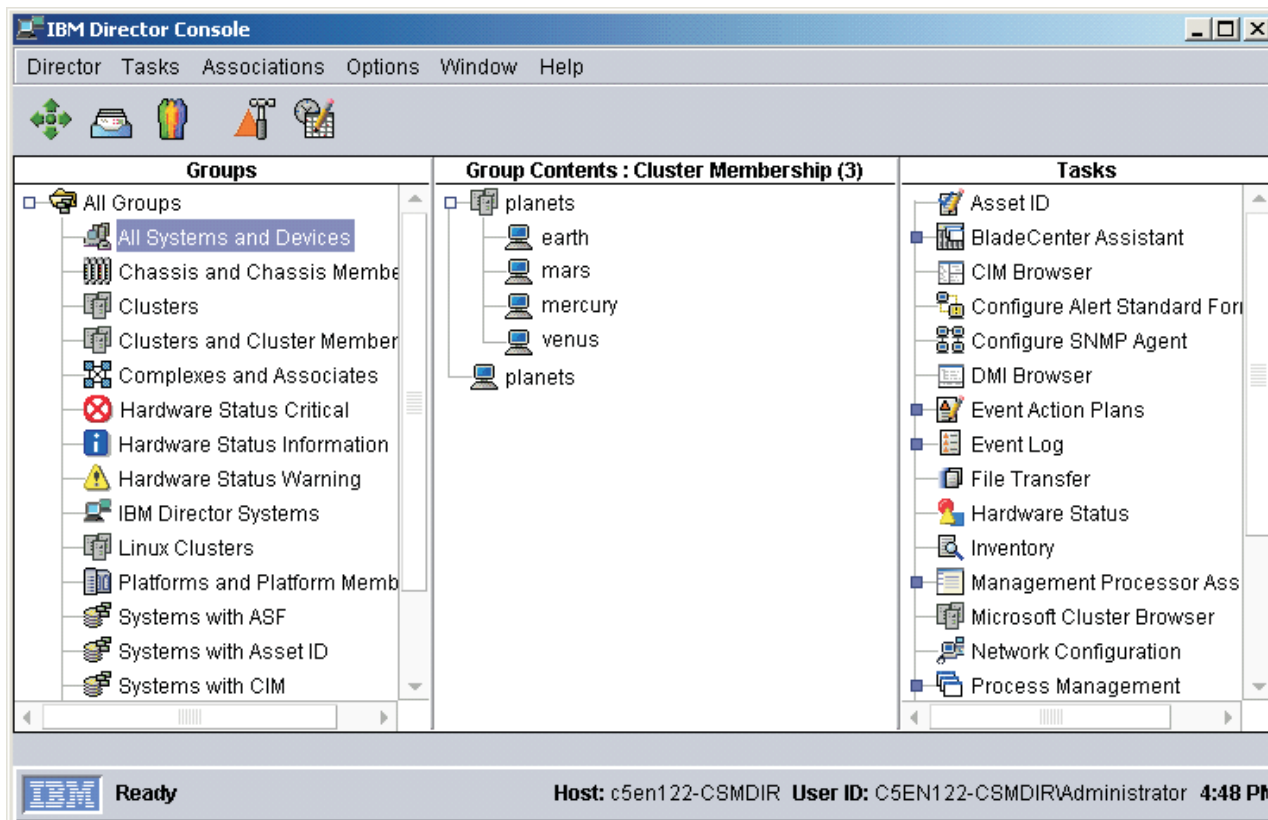 IBM Director Console
Director Tasks Associations Options Window Help
Groups
All Groups
All Systems and Devices
Chassis and Chassis Membe
Clusters
Clusters and Cluster Member
Complexes and Associates
Hardware Status Critical
Hardware Status Information
Hardware Status Warning
IBM Director Systems
Linux Clusters
Platforms and Platform Memb
Systems with ASF
Systems with Asset ID
Systems with CIM
Group Contents : Cluster Membership (3)
planets
earth
mars
mercury
venus
planets
Tasks
Asset ID
BladeCenter Assistant
CIM Browser
Configure Alert Standard Forr
Configure SNMP Agent
DMI Browser
Event Action Plans
Event Log
File Transfer
Hardware Status
Inventory
Management Processor Ass
Microsoft Cluster Browser
Network Configuration
Process Management
IBM Ready Host: c5en122-CSMDIR User ID: C5EN122-CSMDIR\Administrator 4:48 PM